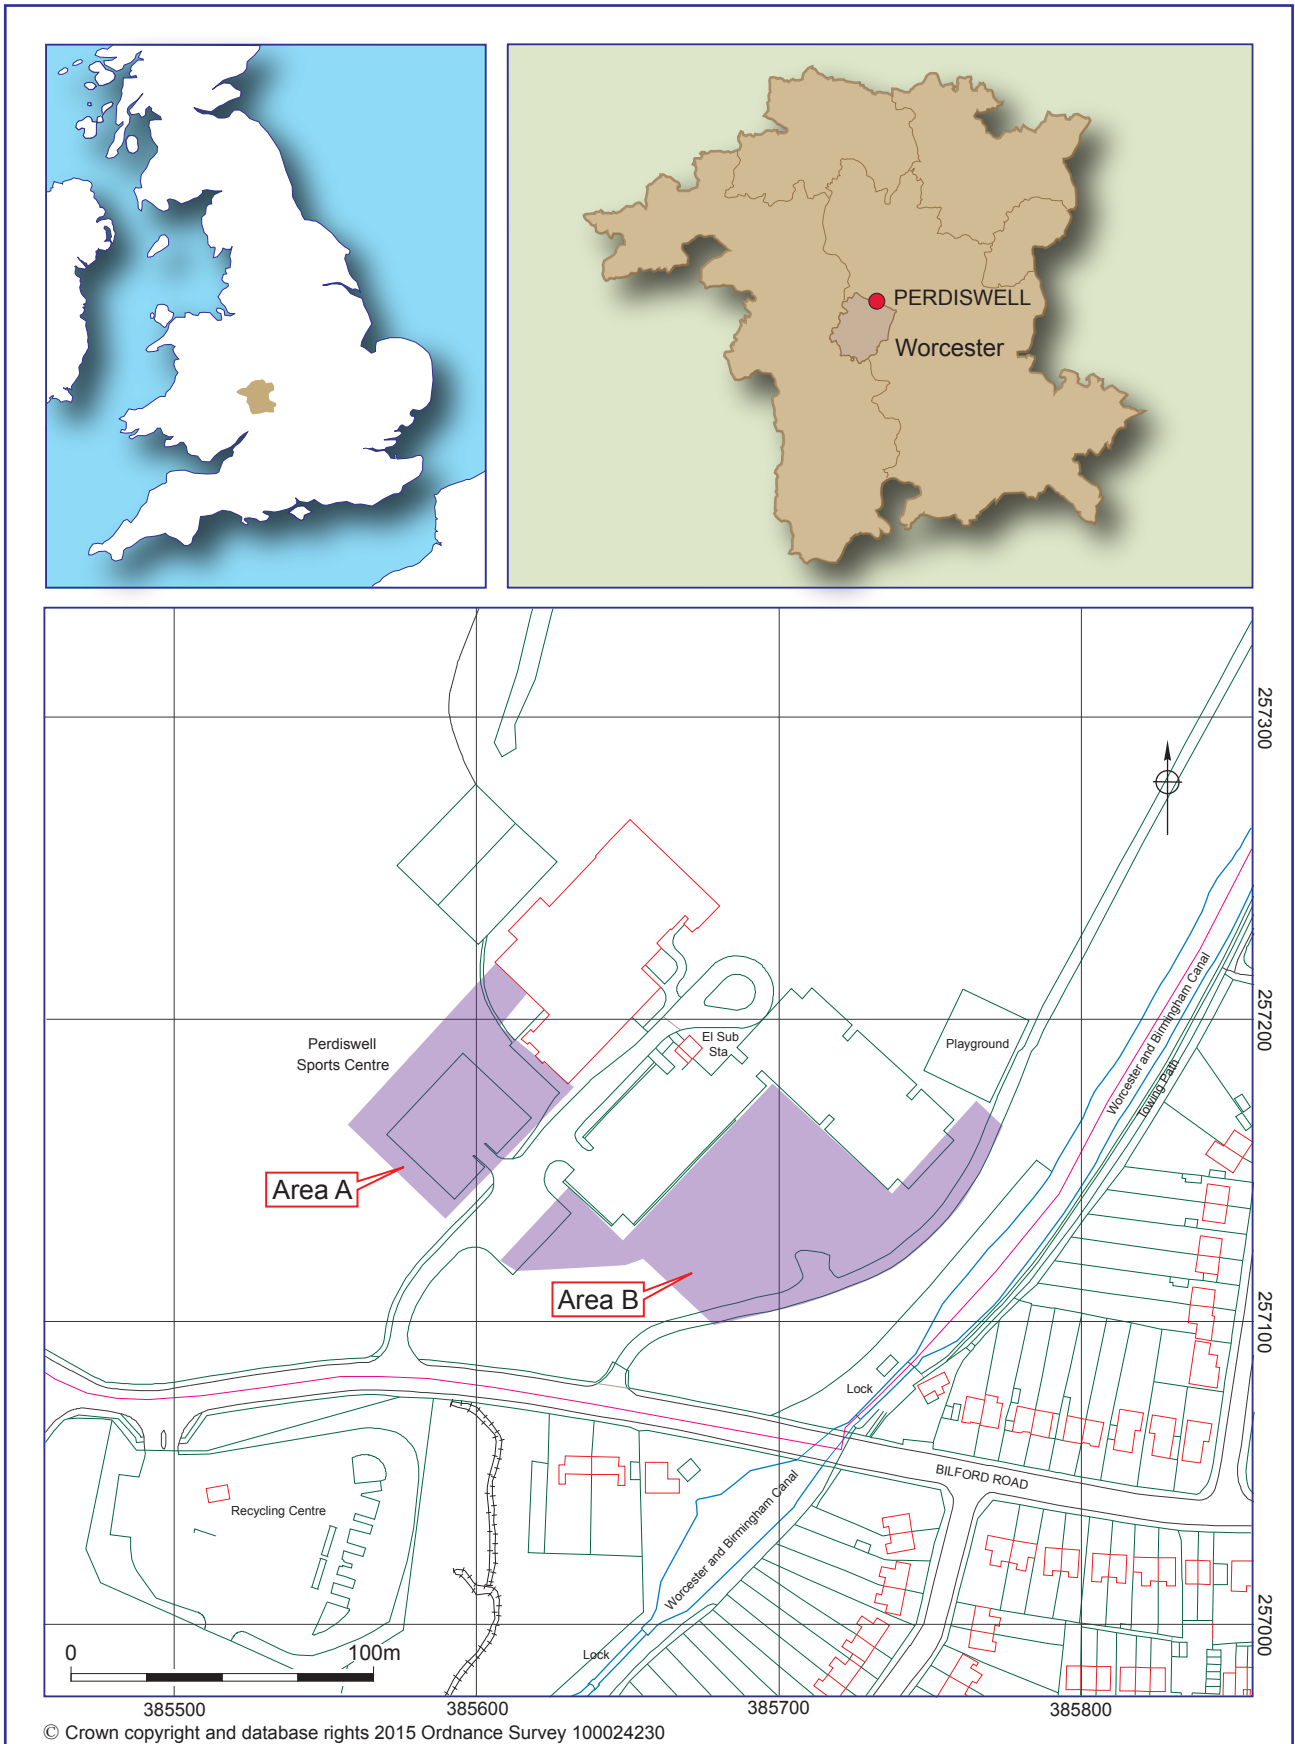 PERDISWELL
Worcester
257300
Worcester and Birmingham Canal
Towing Path
257200
El Sub
Sta
Playground
Perdiswell
Sports Centre
Area A
Area B
257100
Lock
BILFORD ROAD
Recycling Centre
Worcester and Birmingham Canal
257000
Lock
0 100m
385500 385600 385700 385800
© Crown copyright and database rights 2015 Ordnance Survey 100024230